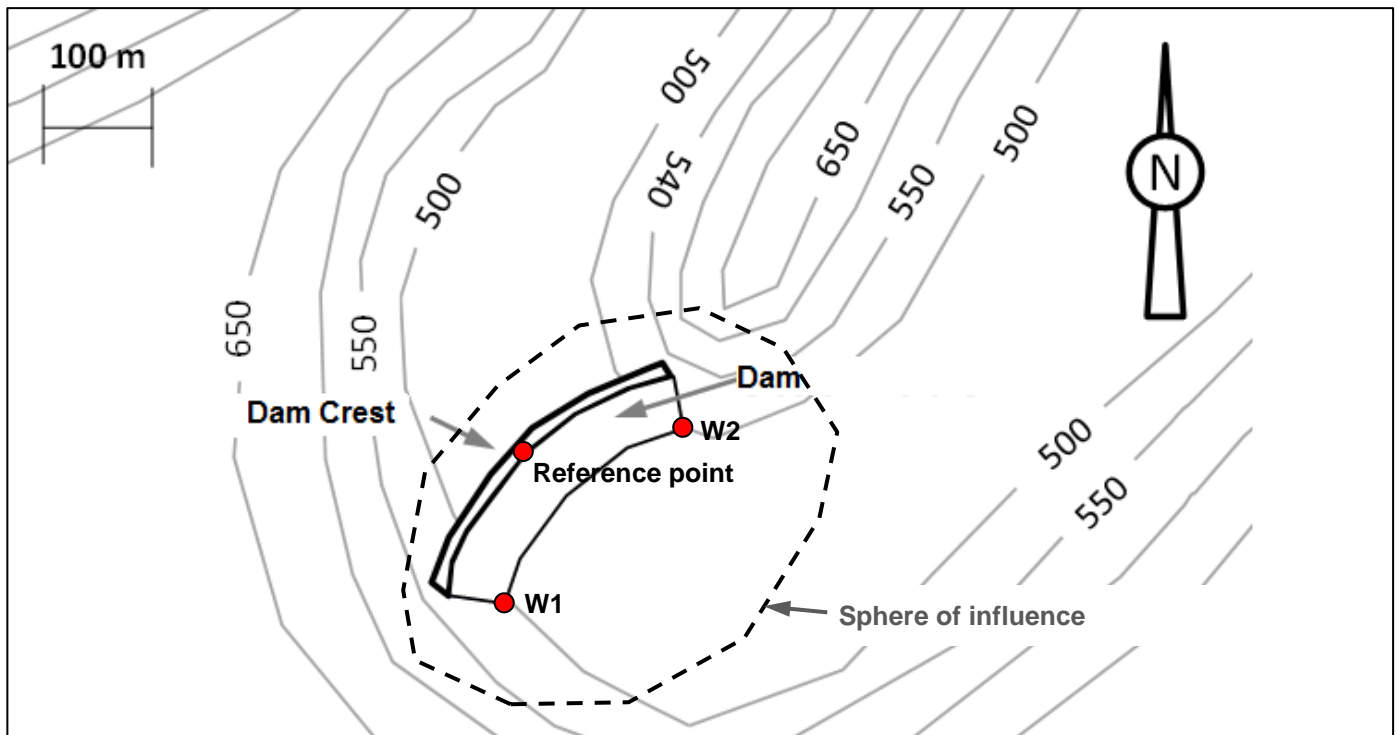 100 m
500
540
650
550
500
N
500
650
550
Dam Crest
Dam
W2
Reference point
500
550
W1
Sphere of influence